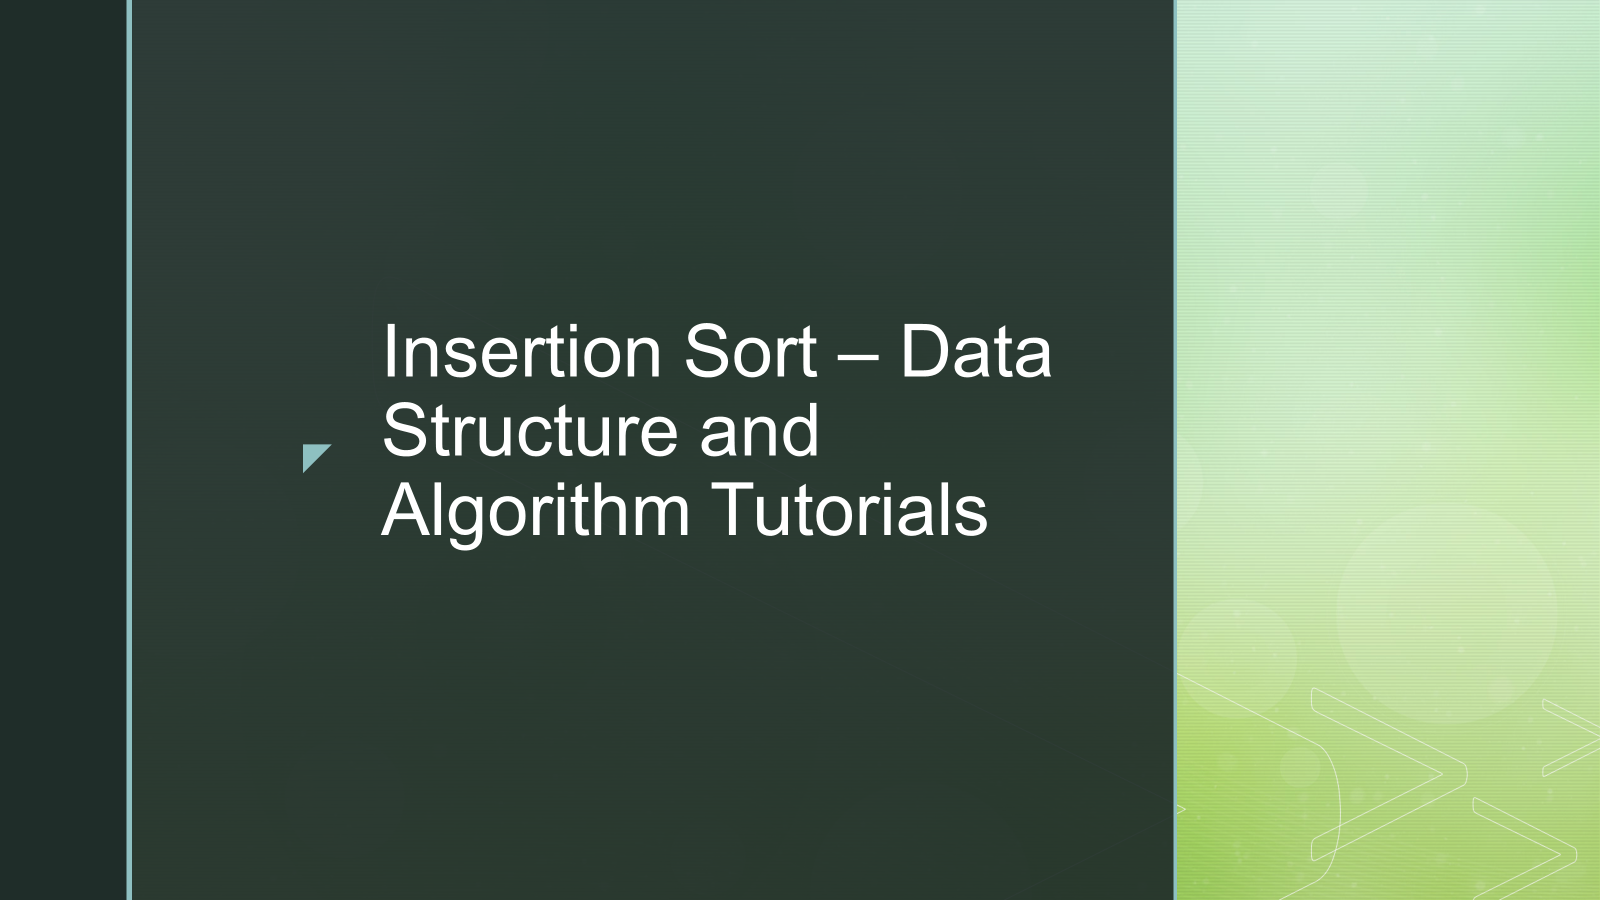 Insertion Sort – Data
Structure and
Algorithm Tutorials